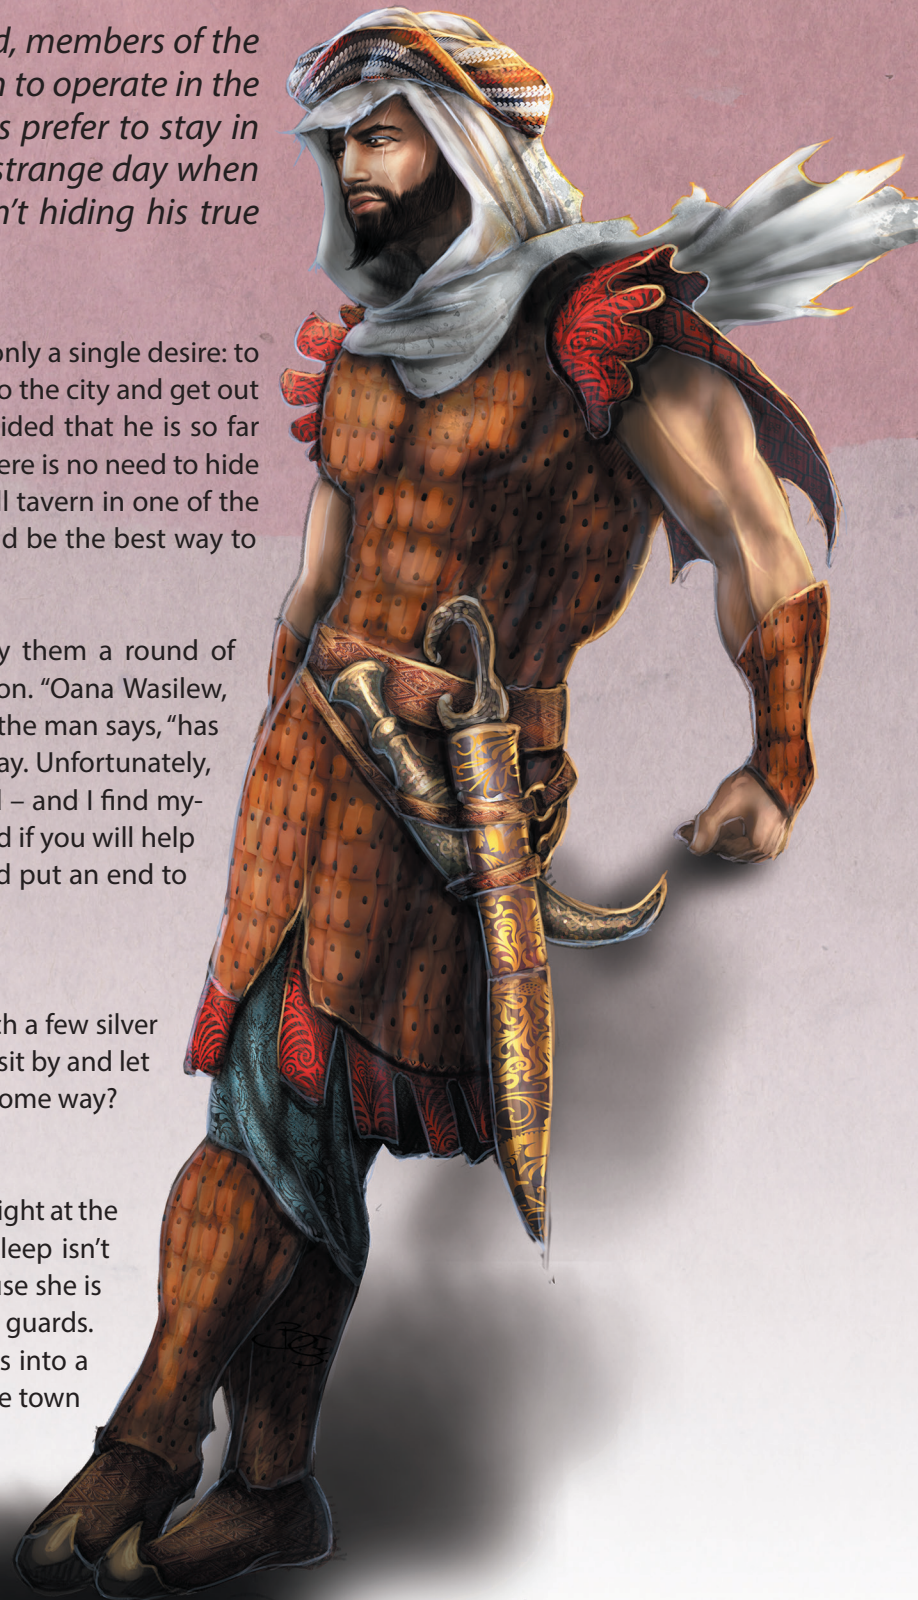 d, members of the
n to operate in the
s prefer to stay in
strange day when
n’t hiding his true
only a single desire: to
o the city and get out
ided that he is so far
ere is no need to hide
ll tavern in one of the
d be the best way to
y them a round of
on. “Oana Wasilew,
the man says, “has
ay. Unfortunately,
l – and I find my-
d if you will help
d put an end to
th a few silver
sit by and let
ome way?
ight at the
leep isn’t
use she is
guards.
s into a
e town